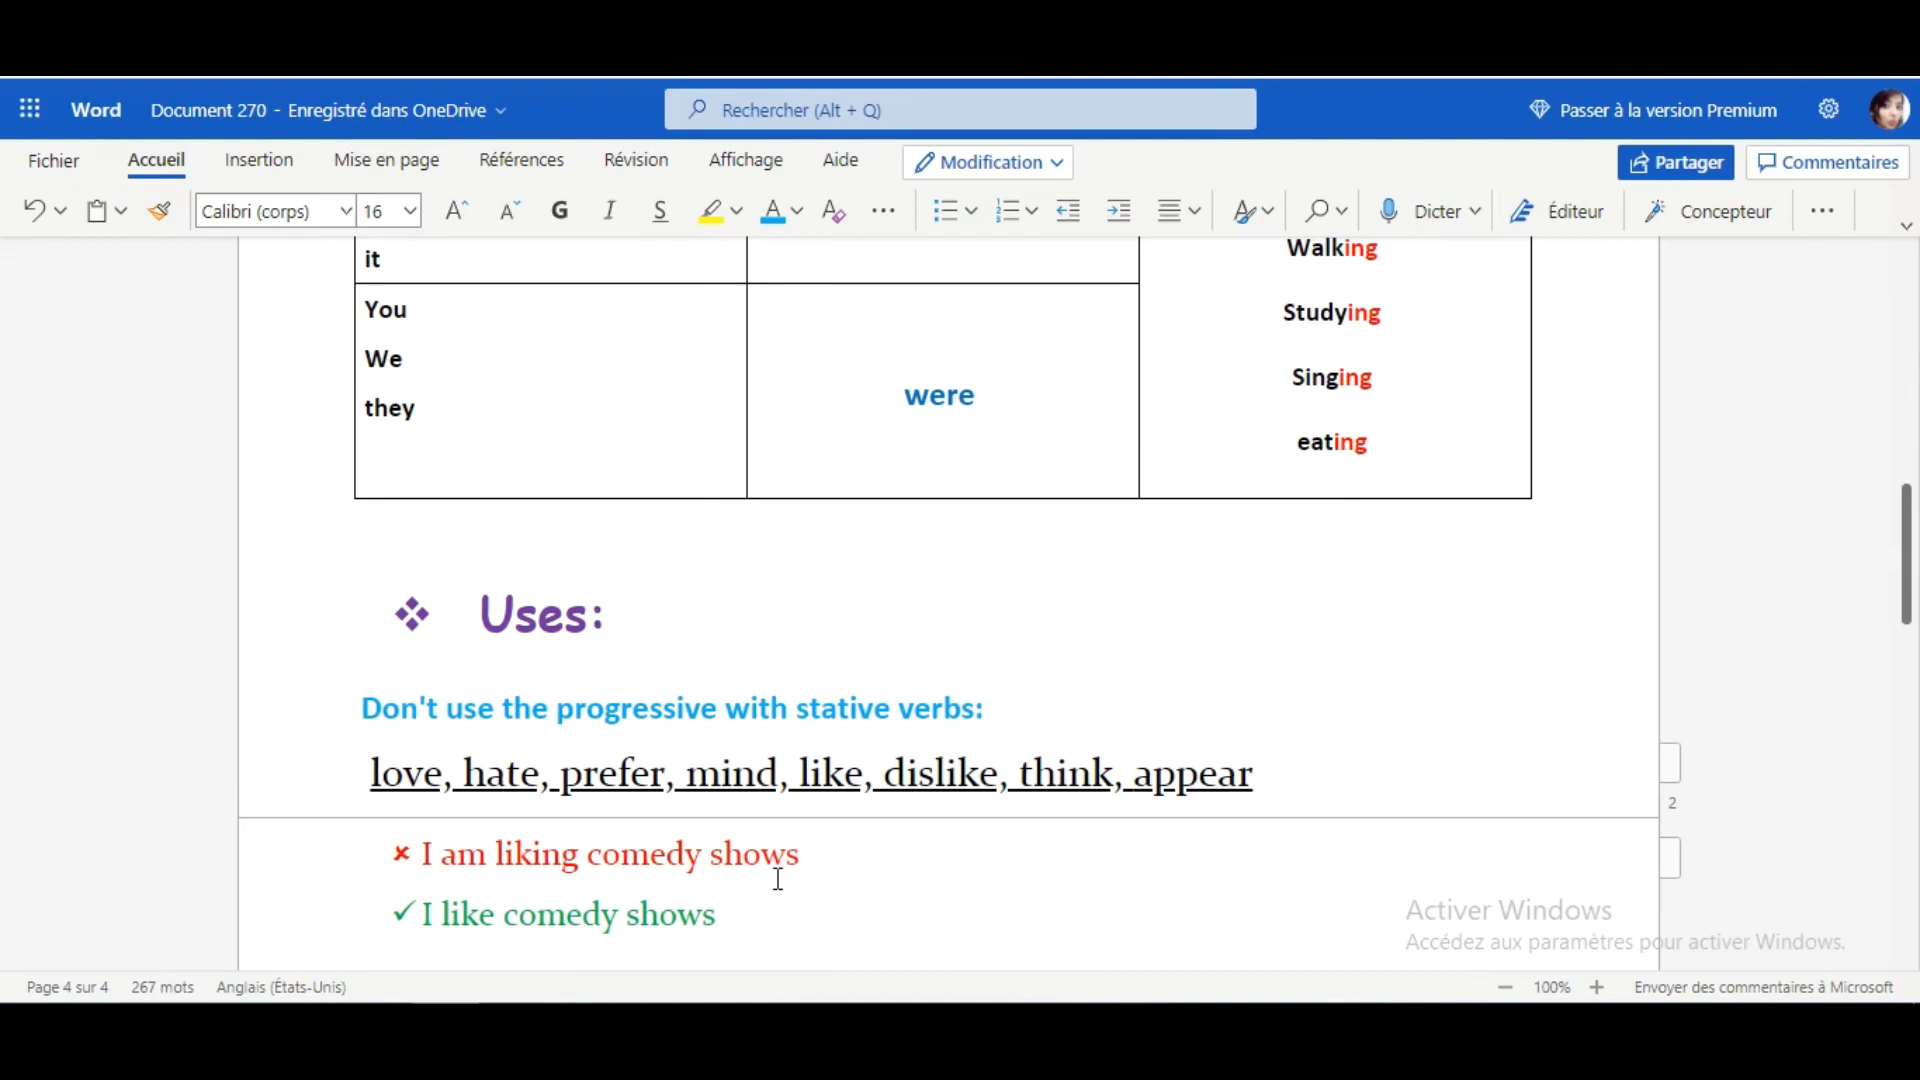 Word Document 270 - Enregistré dans OneDrive Rechercher (Alt + Q) Passer à la version Premium
Fichier Accueil Insertion Mise en page Références Révision Affichage Aide Modification Partager Commentaires
Calibri (corps) 16 A A G I S A A Dicter Éditeur Concepteur
it
Walking
You
Studying
We
Singing
they
were
eating
❖ Uses:
Don't use the progressive with stative verbs:
love, hate, prefer, mind, like, dislike, think, appear
2
✘ I am liking comedy shows
✓ I like comedy shows
Activer Windows
Accédez aux paramètres pour activer Windows.
Page 4 sur 4 267 mots Anglais (États-Unis) 100% Envoyer des commentaires à Microsoft